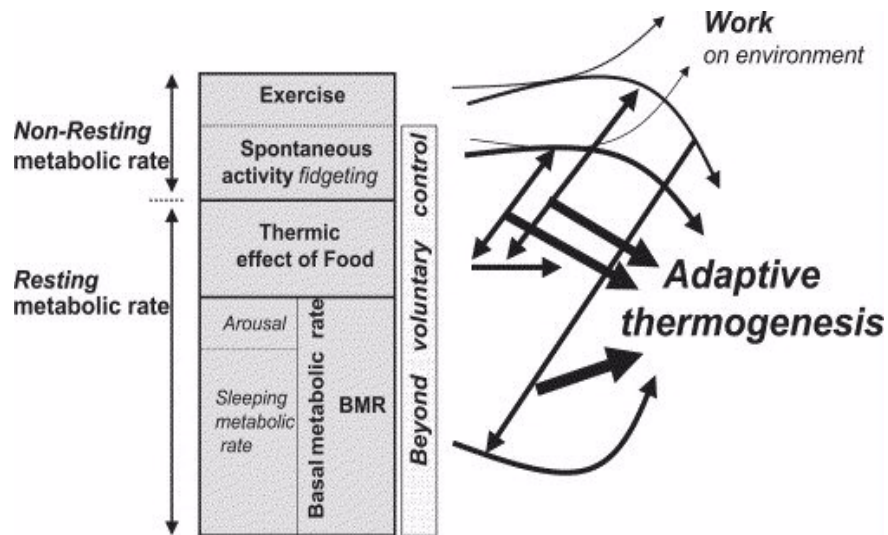 Work
on environment
Exercise
Non-Resting
metabolic rate
Spontaneous
activity fidgeting
Thermic
effect of Food
Resting
metabolic rate
Arousal
Sleeping
metabolic
rate
Basal metabolic rate
BMR
Beyond voluntary control
Adaptive
thermogenesis